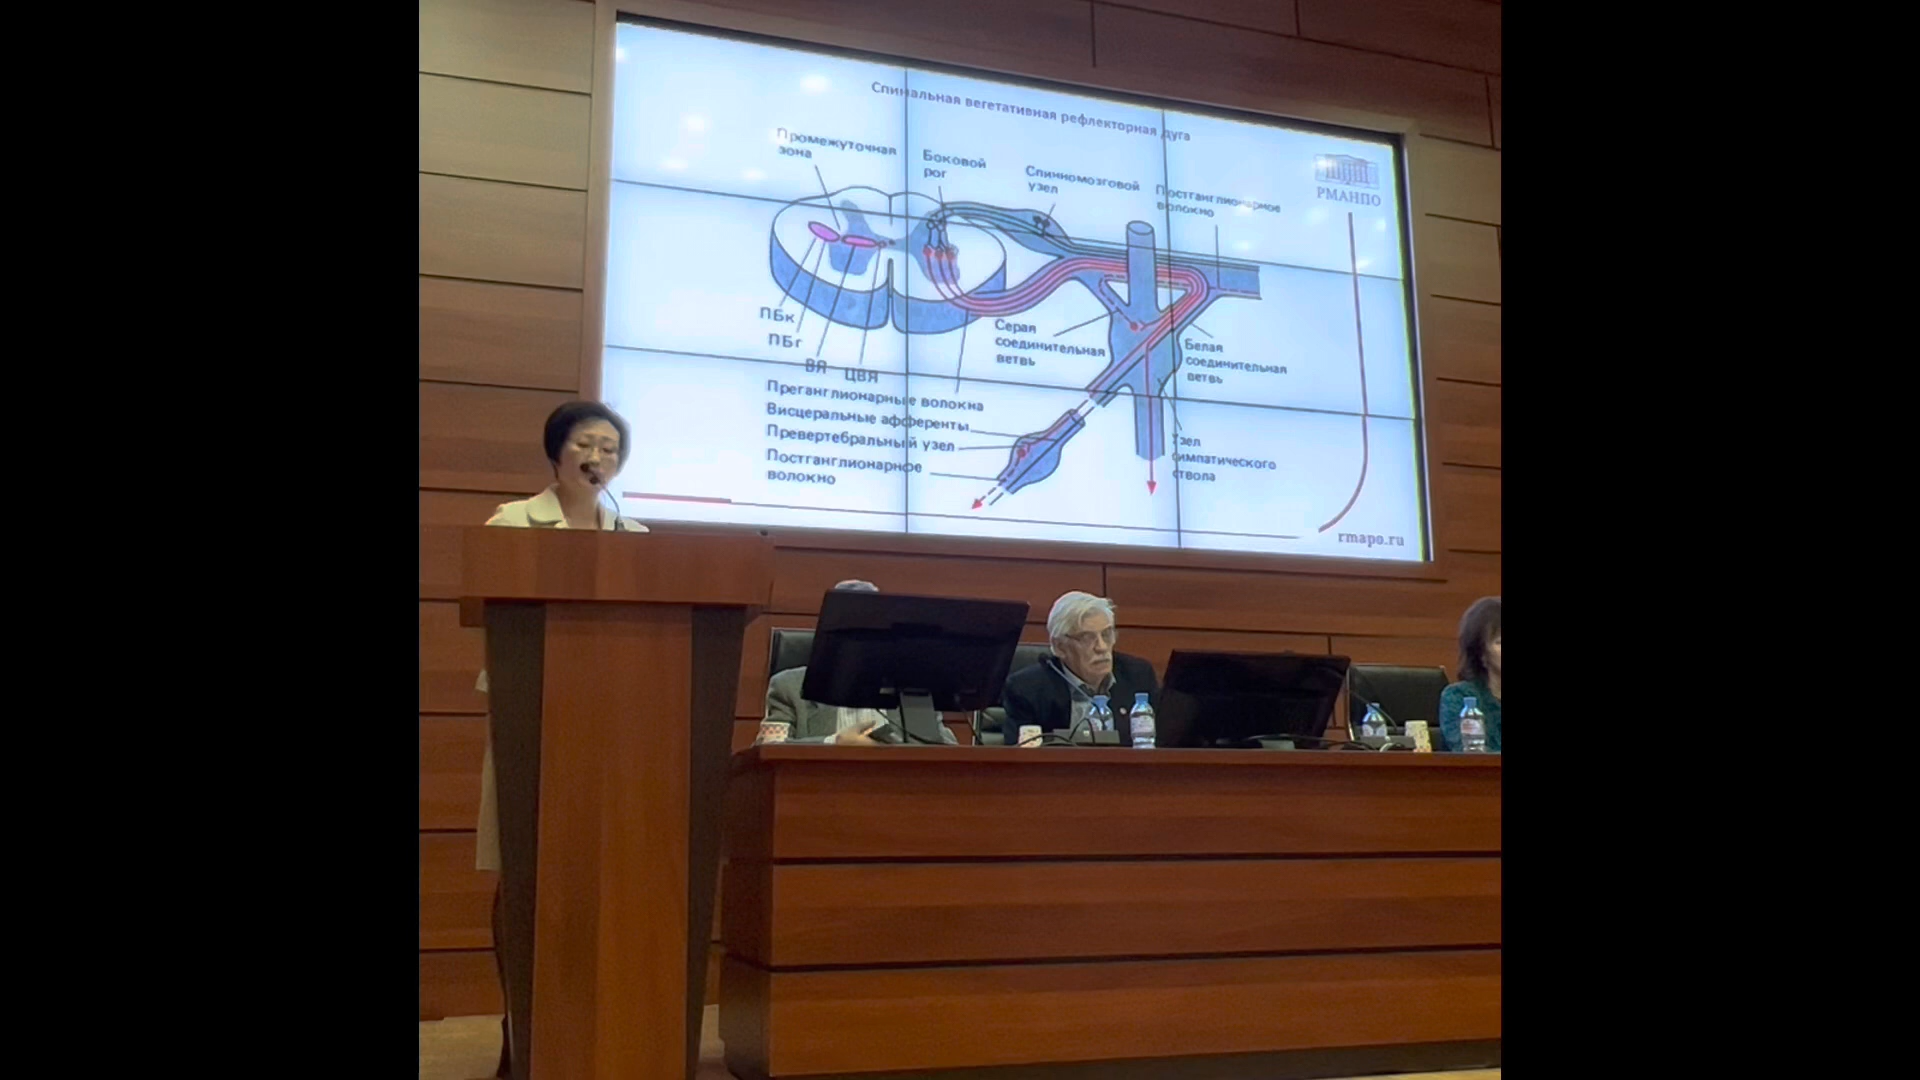 Спинальная вегетативная рефлекторная дуга
Промежуточная
зона
Боковой
рог
Спинномозговой
узел
Постганглионарное
волокно
РМАНПО
ПБк
ПБг
ВЯ
ЦВЯ
Серая
соединительная
ветвь
Белая
соединительная
ветвь
Преганглионарные волокна
Висцеральные афференты
Превертебральный узел
Постганглионарное
волокно
Узел
симпатического
ствола
rmapo.ru